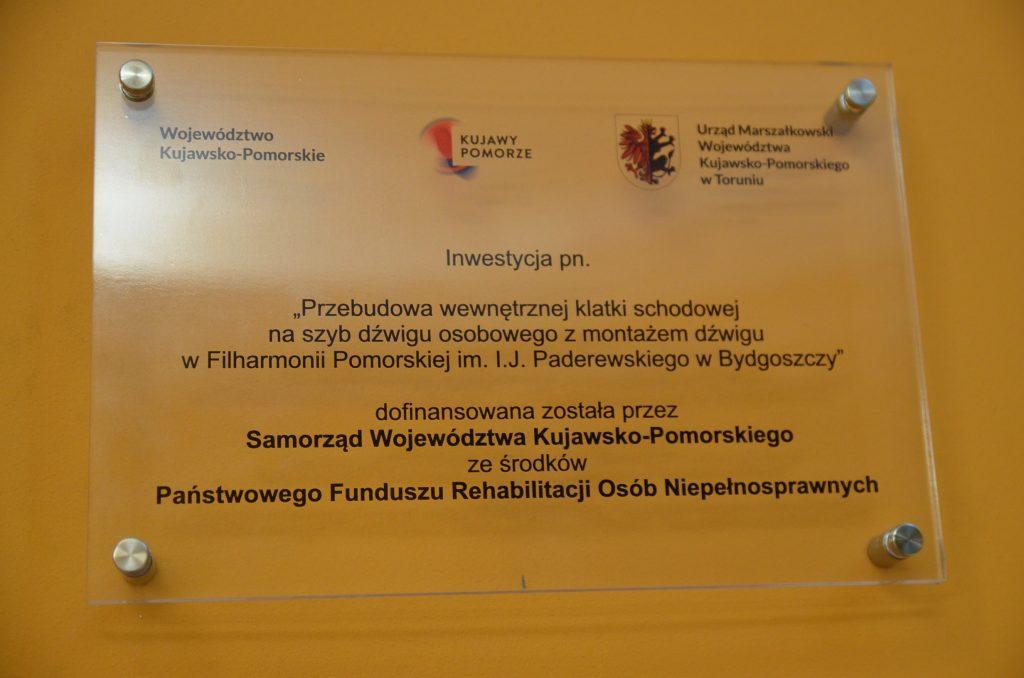 Województwo
Kujawsko-Pomorskie
KUJAWY
POMORZE
Urząd Marszałkowski
Województwa
Kujawsko-Pomorskiego
w Toruniu
Inwestycja pn.
„Przebudowa wewnętrznej klatki schodowej
na szyb dźwigu osobowego z montażem dźwigu
w Filharmonii Pomorskiej im. I.J. Paderewskiego w Bydgoszczy”
dofinansowana została przez
Samorząd Województwa Kujawsko-Pomorskiego
ze środków
Państwowego Funduszu Rehabilitacji Osób Niepełnosprawnych